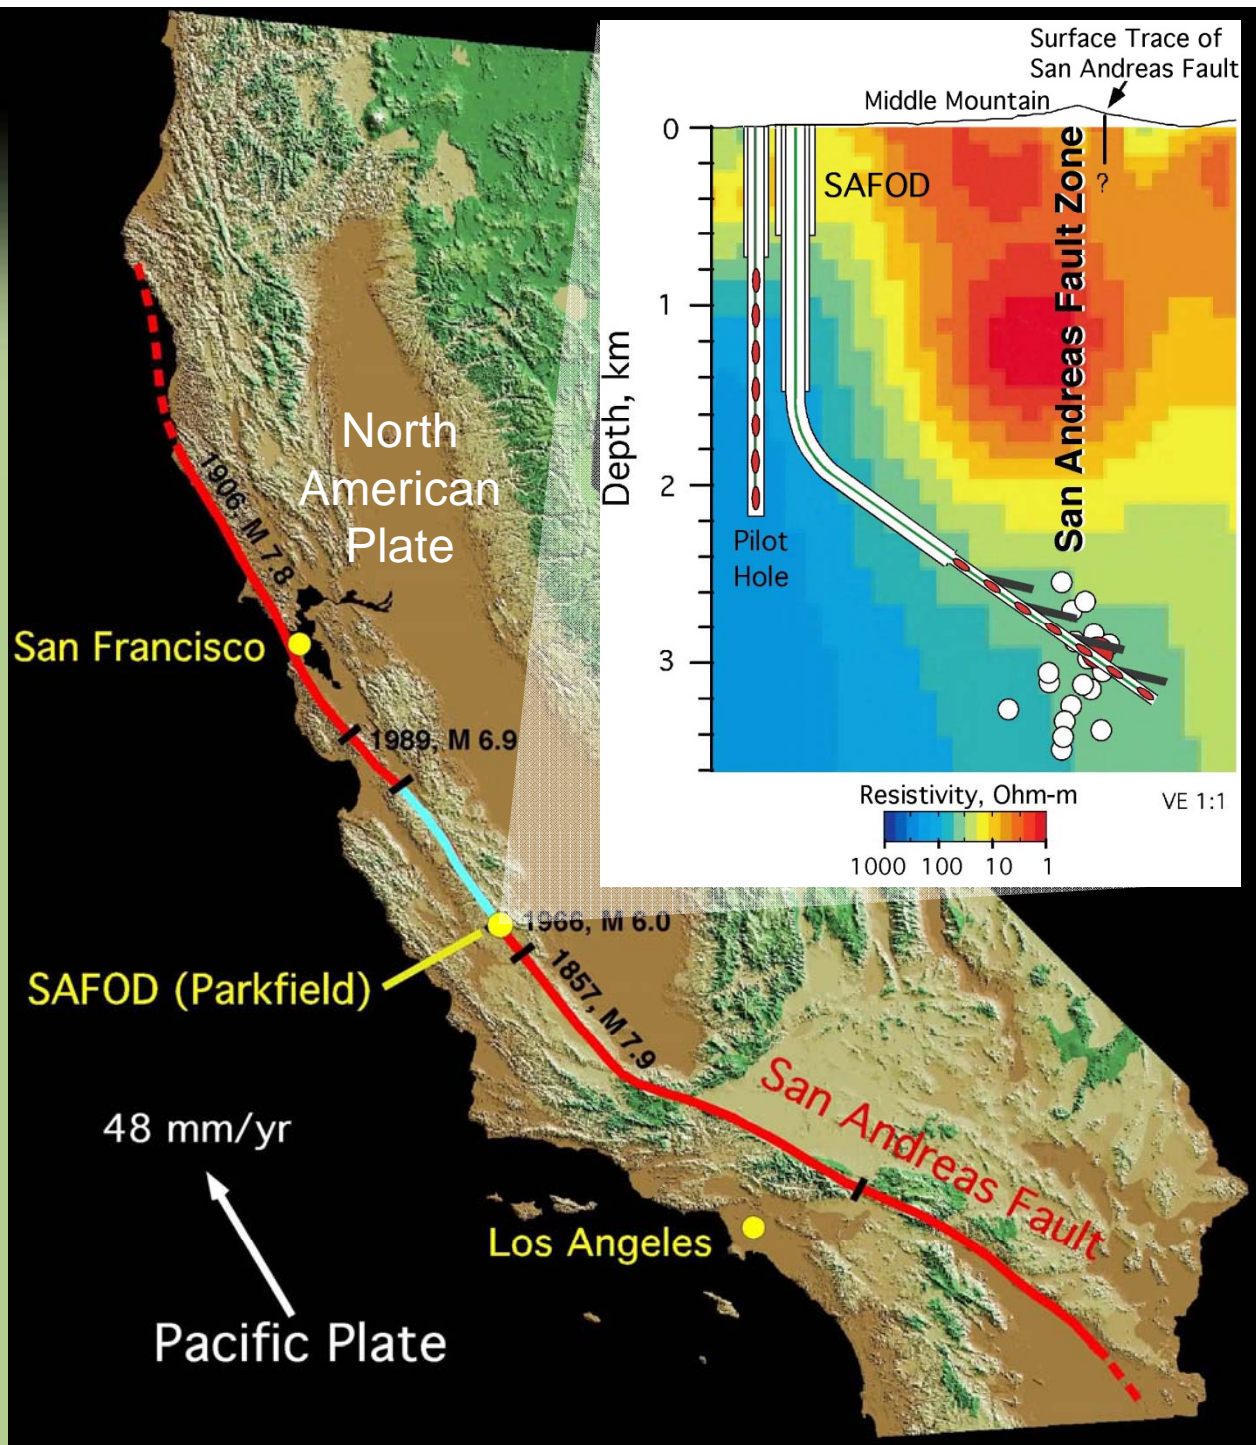 Surface Trace of
San Andreas Fault
Middle Mountain
0
SAFOD
?
San Andreas Fault Zone
1
Depth, km
2
Pilot
Hole
3
Resistivity, Ohm-m
VE 1:1
1000 100 10 1
North
American
Plate
1906, M 7.8
San Francisco
1989, M 6.9
1966, M 6.0
SAFOD (Parkfield)
1857, M 7.9
San Andreas Fault
48 mm/yr
Los Angeles
Pacific Plate